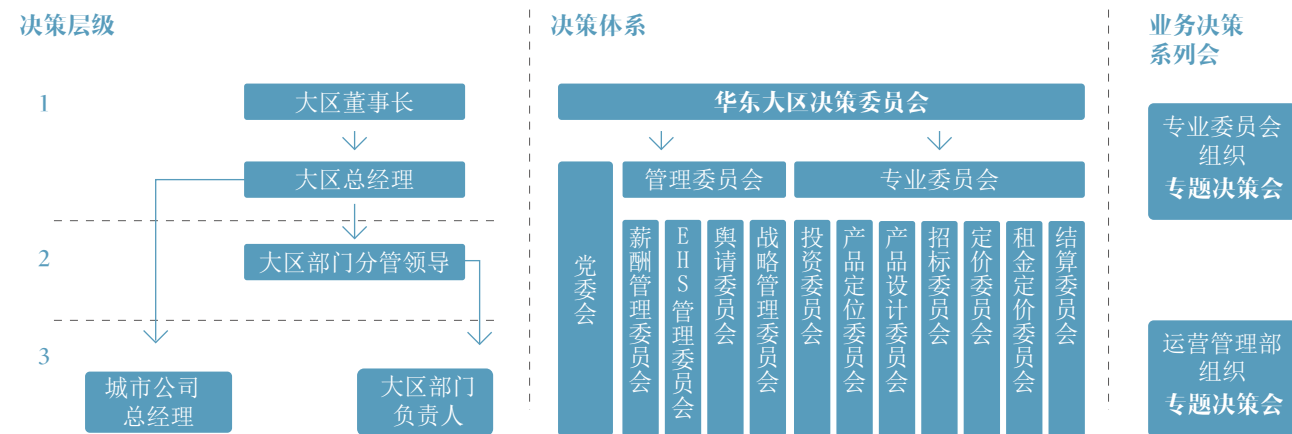 决策层级
决策体系
业务决策
系列会
1
大区董事长
大区总经理
2
大区部门分管领导
3
城市公司
总经理
大区部门
负责人
华东大区决策委员会
管理委员会
专业委员会
党委会
薪酬管理委员会
EHS管理委员会
舆请委员会
战略管理委员会
投资委员会
产品定位委员会
产品设计委员会
招标委员会
定价委员会
租金定价委员会
结算委员会
专业委员会
组织
专题决策会
运营管理部
组织
专题决策会